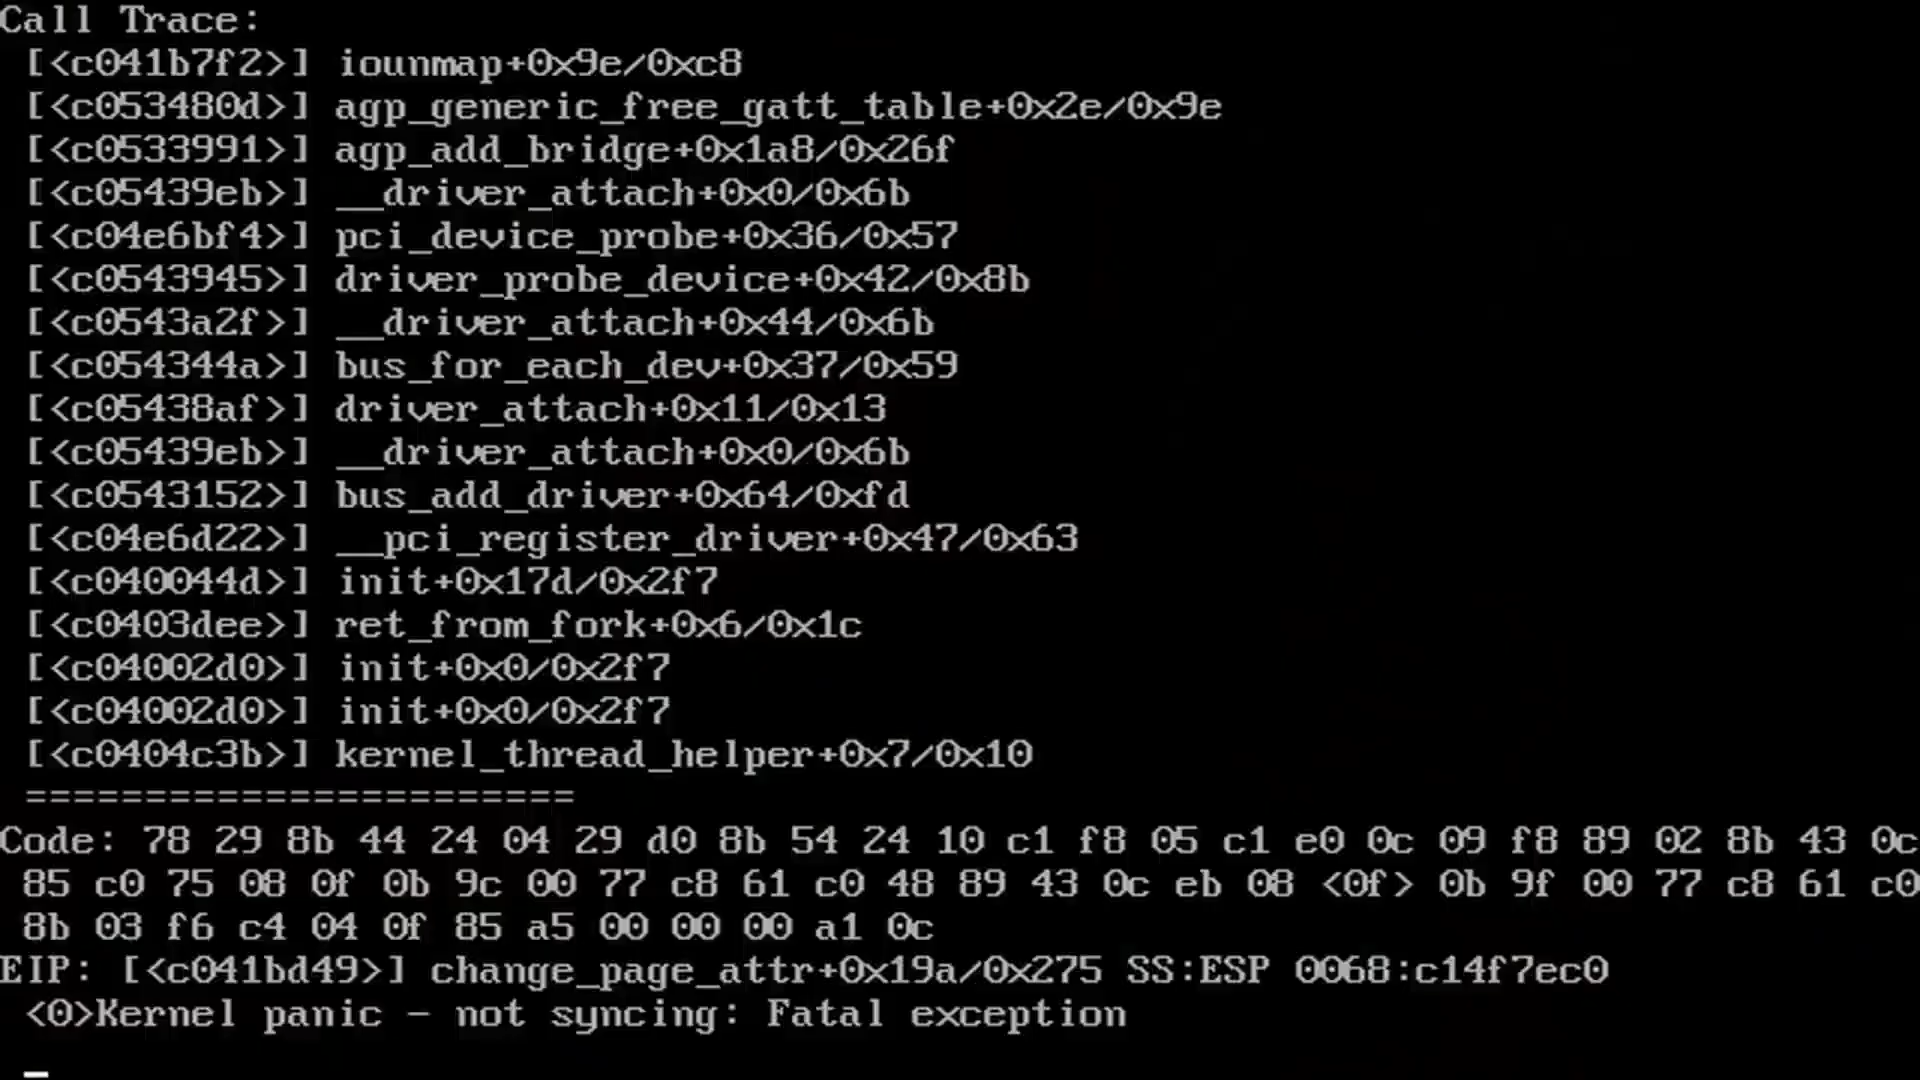 Call Trace:
[<c041b7f2>] iounmap+0x9e/0xc8
[<c053480d>] agp_generic_free_gatt_table+0x2e/0x9e
[<c0533991>] agp_add_bridge+0x1a8/0x26f
[<c05439eb>] __driver_attach+0x0/0x6b
[<c04e6bf4>] pci_device_probe+0x36/0x57
[<c0543945>] driver_probe_device+0x42/0x8b
[<c0543a2f>] __driver_attach+0x44/0x6b
[<c054344a>] bus_for_each_dev+0x37/0x59
[<c05438af>] driver_attach+0x11/0x13
[<c05439eb>] __driver_attach+0x0/0x6b
[<c0543152>] bus_add_driver+0x64/0xfd
[<c04e6d22>] __pci_register_driver+0x47/0x63
[<c040044d>] init+0x17d/0x2f7
[<c0403dee>] ret_from_fork+0x6/0x1c
[<c04002d0>] init+0x0/0x2f7
[<c04002d0>] init+0x0/0x2f7
[<c0404c3b>] kernel_thread_helper+0x7/0x10
=======================
Code: 78 29 8b 44 24 04 29 d0 8b 54 24 10 c1 f8 05 c1 e0 0c 09 f8 89 02 8b 43 0c
85 c0 75 08 0f 0b 9c 00 77 c8 61 c0 48 89 43 0c eb 08 <0f> 0b 9f 00 77 c8 61 c0
8b 03 f6 c4 04 0f 85 a5 00 00 00 a1 0c
EIP: [<c041bd49>] change_page_attr+0x19a/0x275 SS:ESP 0068:c14f7ec0
<0>Kernel panic - not syncing: Fatal exception